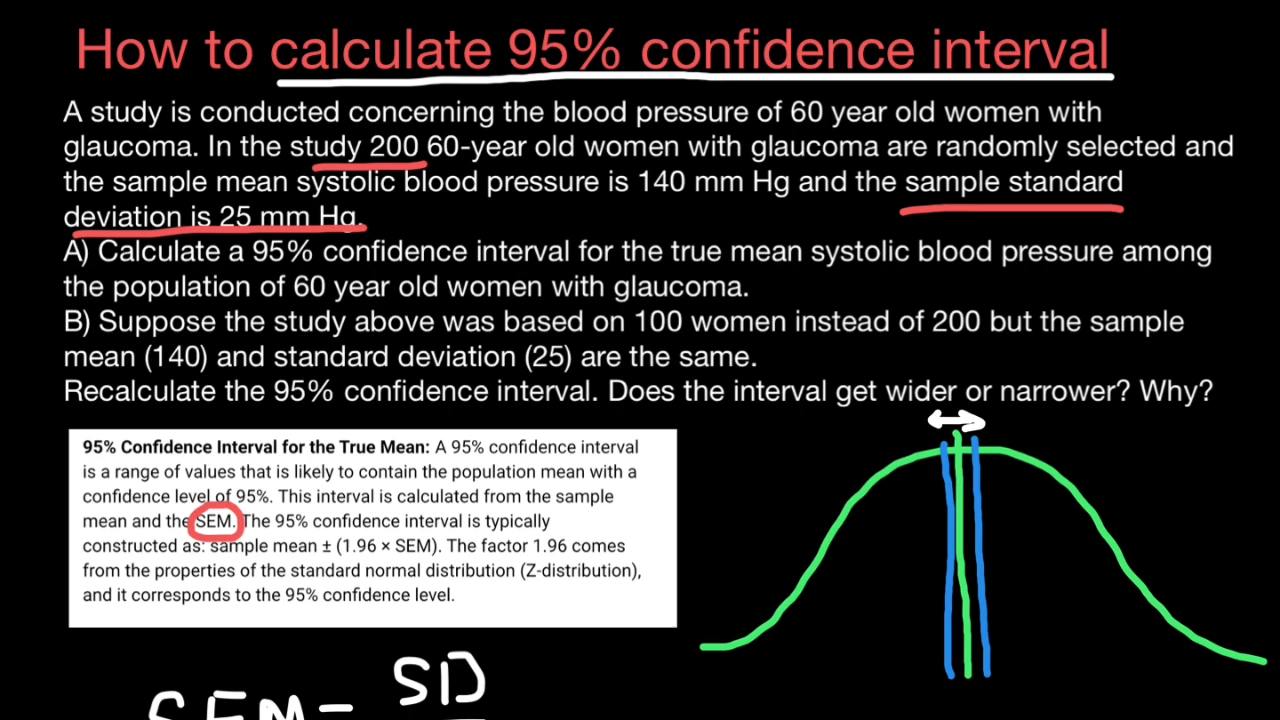 How to calculate 95% confidence interval
A study is conducted concerning the blood pressure of 60 year old women with
glaucoma. In the study 200 60-year old women with glaucoma are randomly selected and
the sample mean systolic blood pressure is 140 mm Hg and the sample standard
deviation is 25 mm Hg.
A) Calculate a 95% confidence interval for the true mean systolic blood pressure among
the population of 60 year old women with glaucoma.
B) Suppose the study above was based on 100 women instead of 200 but the sample
mean (140) and standard deviation (25) are the same.
Recalculate the 95% confidence interval. Does the interval get wider or narrower? Why?
95% Confidence Interval for the True Mean: A 95% confidence interval
is a range of values that is likely to contain the population mean with a
confidence level of 95%. This interval is calculated from the sample
mean and the SEM. The 95% confidence interval is typically
constructed as: sample mean ± (1.96 × SEM). The factor 1.96 comes
from the properties of the standard normal distribution (Z-distribution),
and it corresponds to the 95% confidence level.
SD
SEM =